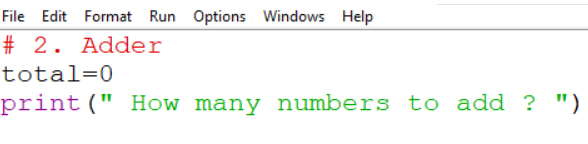 File Edit Format Run Options Windows Help
# 2. Adder
total=0
print(" How many numbers to add ? ")